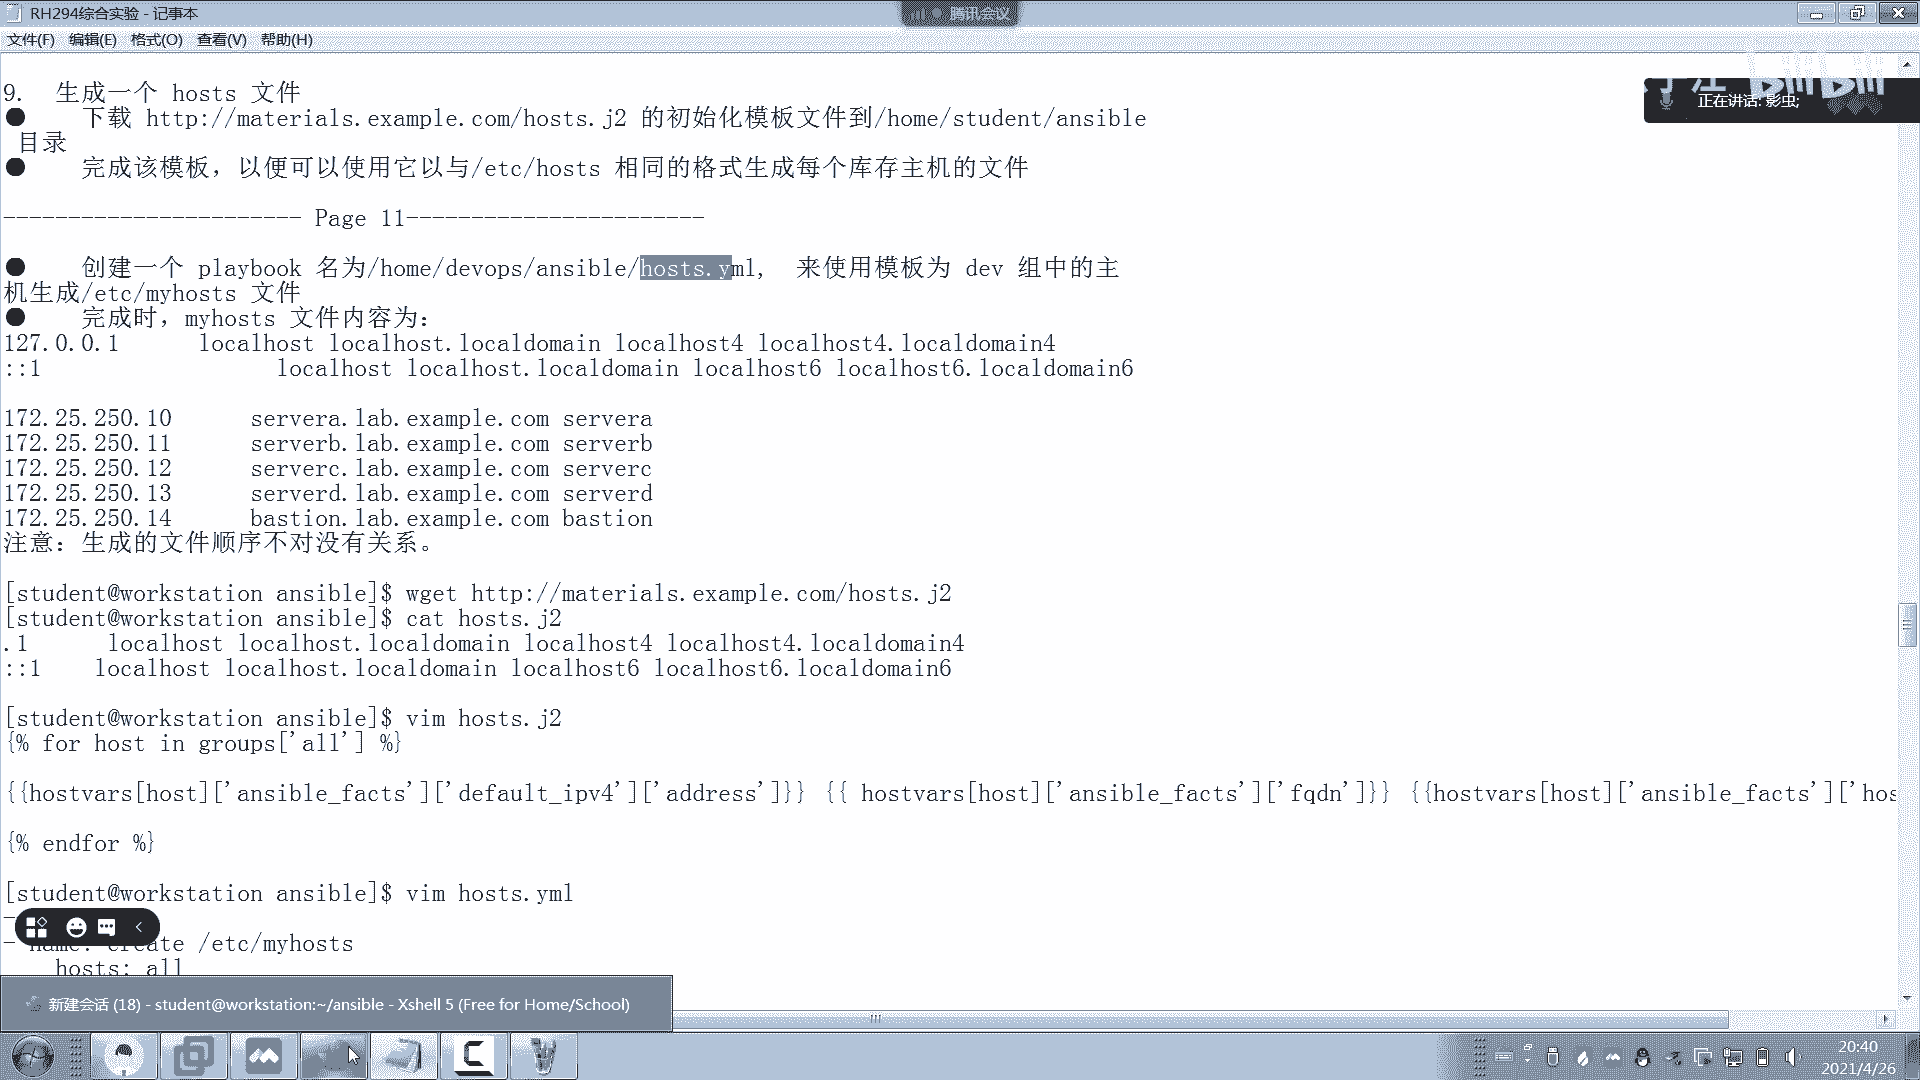 RH294综合实验 - 记事本
腾讯会议
文件(F) 编辑(E) 格式(O) 查看(V) 帮助(H)
正在讲话: 影虫;
9.  生成一个 hosts 文件
●    下载 http://materials.example.com/hosts.j2 的初始化模板文件到/home/student/ansible
目录
●    完成该模板，以便可以使用它以与/etc/hosts 相同的格式生成每个库存主机的文件
----------------------- Page 11-----------------------
●    创建一个 playbook 名为/home/devops/ansible/hosts.yml,  来使用模板为 dev 组中的主
机生成/etc/myhosts 文件
●    完成时，myhosts 文件内容为：
127.0.0.1      localhost localhost.localdomain localhost4 localhost4.localdomain4
::1                  localhost localhost.localdomain localhost6 localhost6.localdomain6
172.25.250.10      servera.lab.example.com servera
172.25.250.11      serverb.lab.example.com serverb
172.25.250.12      serverc.lab.example.com serverc
172.25.250.13      serverd.lab.example.com serverd
172.25.250.14      bastion.lab.example.com bastion
注意：生成的文件顺序不对没有关系。
[student@workstation ansible]$ wget http://materials.example.com/hosts.j2
[student@workstation ansible]$ cat hosts.j2
.1      localhost localhost.localdomain localhost4 localhost4.localdomain4
::1    localhost localhost.localdomain localhost6 localhost6.localdomain6
[student@workstation ansible]$ vim hosts.j2
{% for host in groups['all'] %}
{{hostvars[host]['ansible_facts']['default_ipv4']['address']}} {{ hostvars[host]['ansible_facts']['fqdn']}} {{hostvars[host]['ansible_facts']['hos
{% endfor %}
[student@workstation ansible]$ vim hosts.yml
- name: create /etc/myhosts
hosts: all
新建会话 (18) - student@workstation:~/ansible - Xshell 5 (Free for Home/School)
20:40
2021/4/26